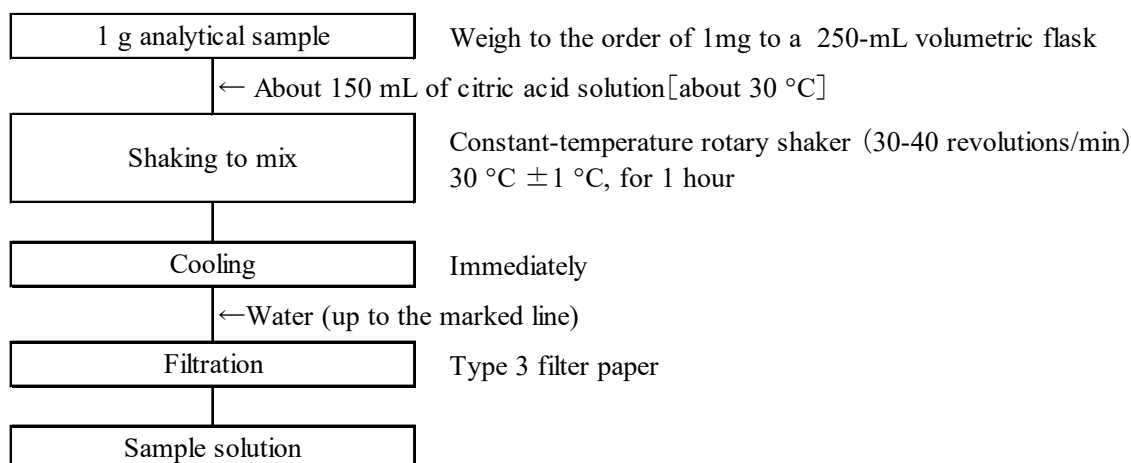 1 g analytical sample Weigh to the order of 1mg to a 250-mL volumetric flask
← About 150 mL of citric acid solution[about 30 °C]
Shaking to mix
Constant-temperature rotary shaker (30-40 revolutions/min)
30 °C ±1 °C, for 1 hour
Cooling Immediately
←Water (up to the marked line)
Filtration Type 3 filter paper
Sample solution